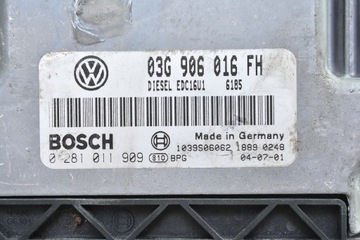 03G 906 016 FH
DIESEL EDC16U1 6185
BOSCH
Made in Germany
1039S06062 1889 0248
0 281 011 909 810 BPG 04-07-01